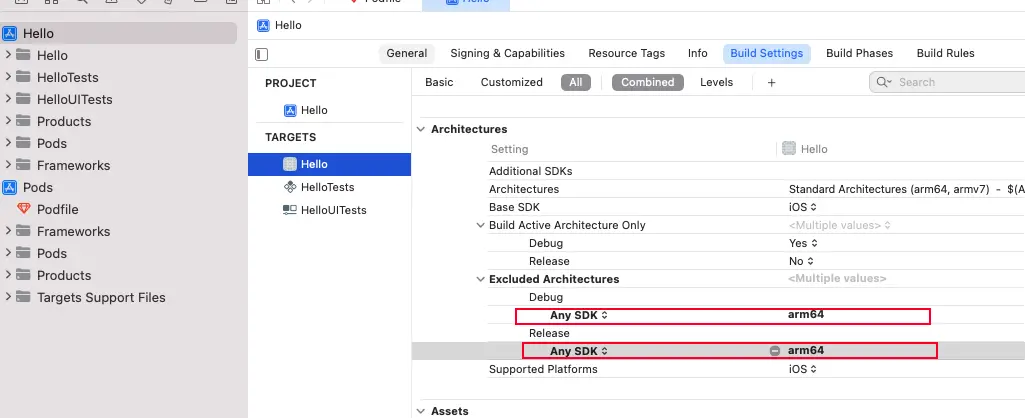 Podfile
Hello
Hello
Hello
Hello
HelloTests
HelloUITests
Products
Pods
Frameworks
Pods
Podfile
Frameworks
Pods
Products
Targets Support Files
General Signing & Capabilities Resource Tags Info Build Settings Build Phases Build Rules
PROJECT
Hello
TARGETS
Hello
HelloTests
HelloUITests
Basic Customized All Combined Levels + Search
Architectures
Setting Hello
Additional SDKs
Architectures Standard Architectures (arm64, armv7) - $(A
Base SDK iOS
Build Active Architecture Only <Multiple values>
Debug Yes
Release No
Excluded Architectures <Multiple values>
Debug
Any SDK arm64
Release
Any SDK arm64
Supported Platforms iOS
Assets